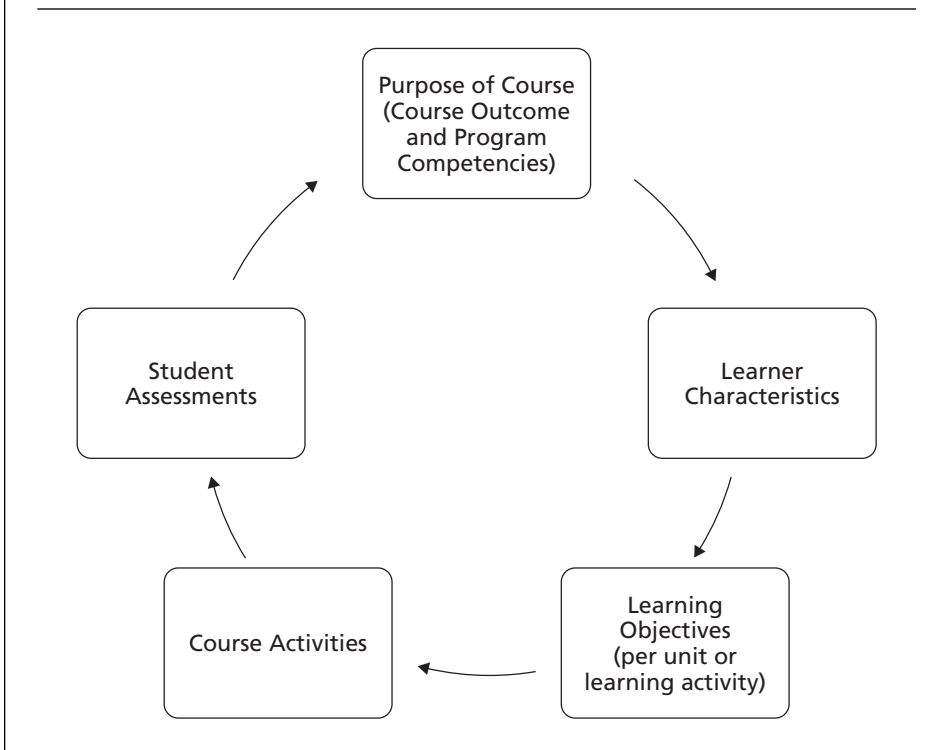 Purpose of Course
(Course Outcome
and Program
Competencies)
Learner
Characteristics
Learning
Objectives
(per unit or
learning activity)
Course Activities
Student
Assessments